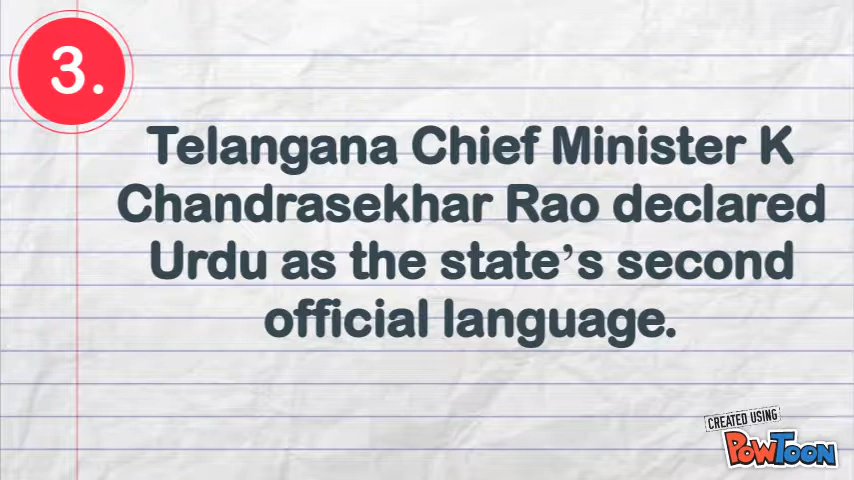 3.
Telangana Chief Minister K
Chandrasekhar Rao declared
Urdu as the state’s second
official language.
CREATED USING
POWTOON